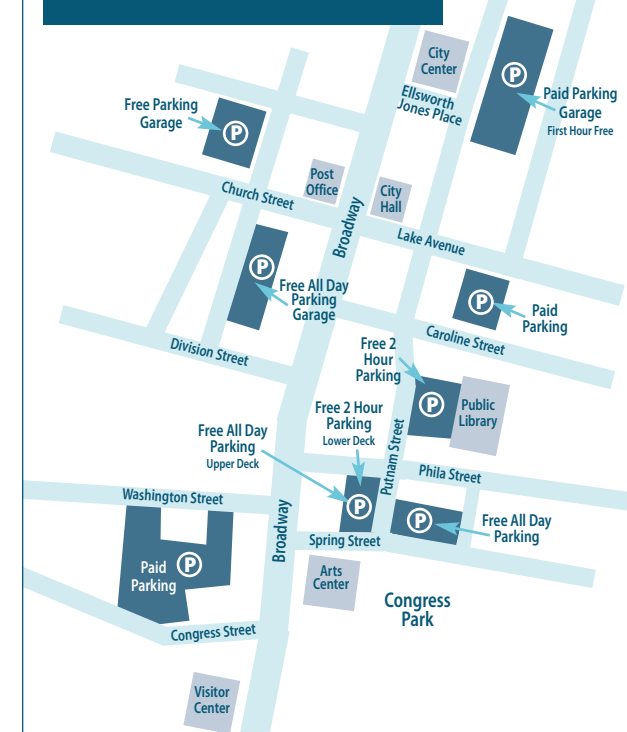 City
Center
Ellsworth
Jones Place
P
Paid Parking
Garage
First Hour Free
Free Parking
Garage
P
Post
Office
City
Hall
Church Street
Broadway
Lake Avenue
P
Free All Day
Parking
Garage
P
Paid
Parking
Caroline Street
Division Street
Free 2
Hour
Parking
P
Public
Library
Free 2 Hour
Parking
Lower Deck
Free All Day
Parking
Upper Deck
Putnam Street
Phila Street
Washington Street
P
P
Free All Day
Parking
Broadway
Spring Street
Paid
Parking
P
Arts
Center
Congress
Park
Congress Street
Visitor
Center